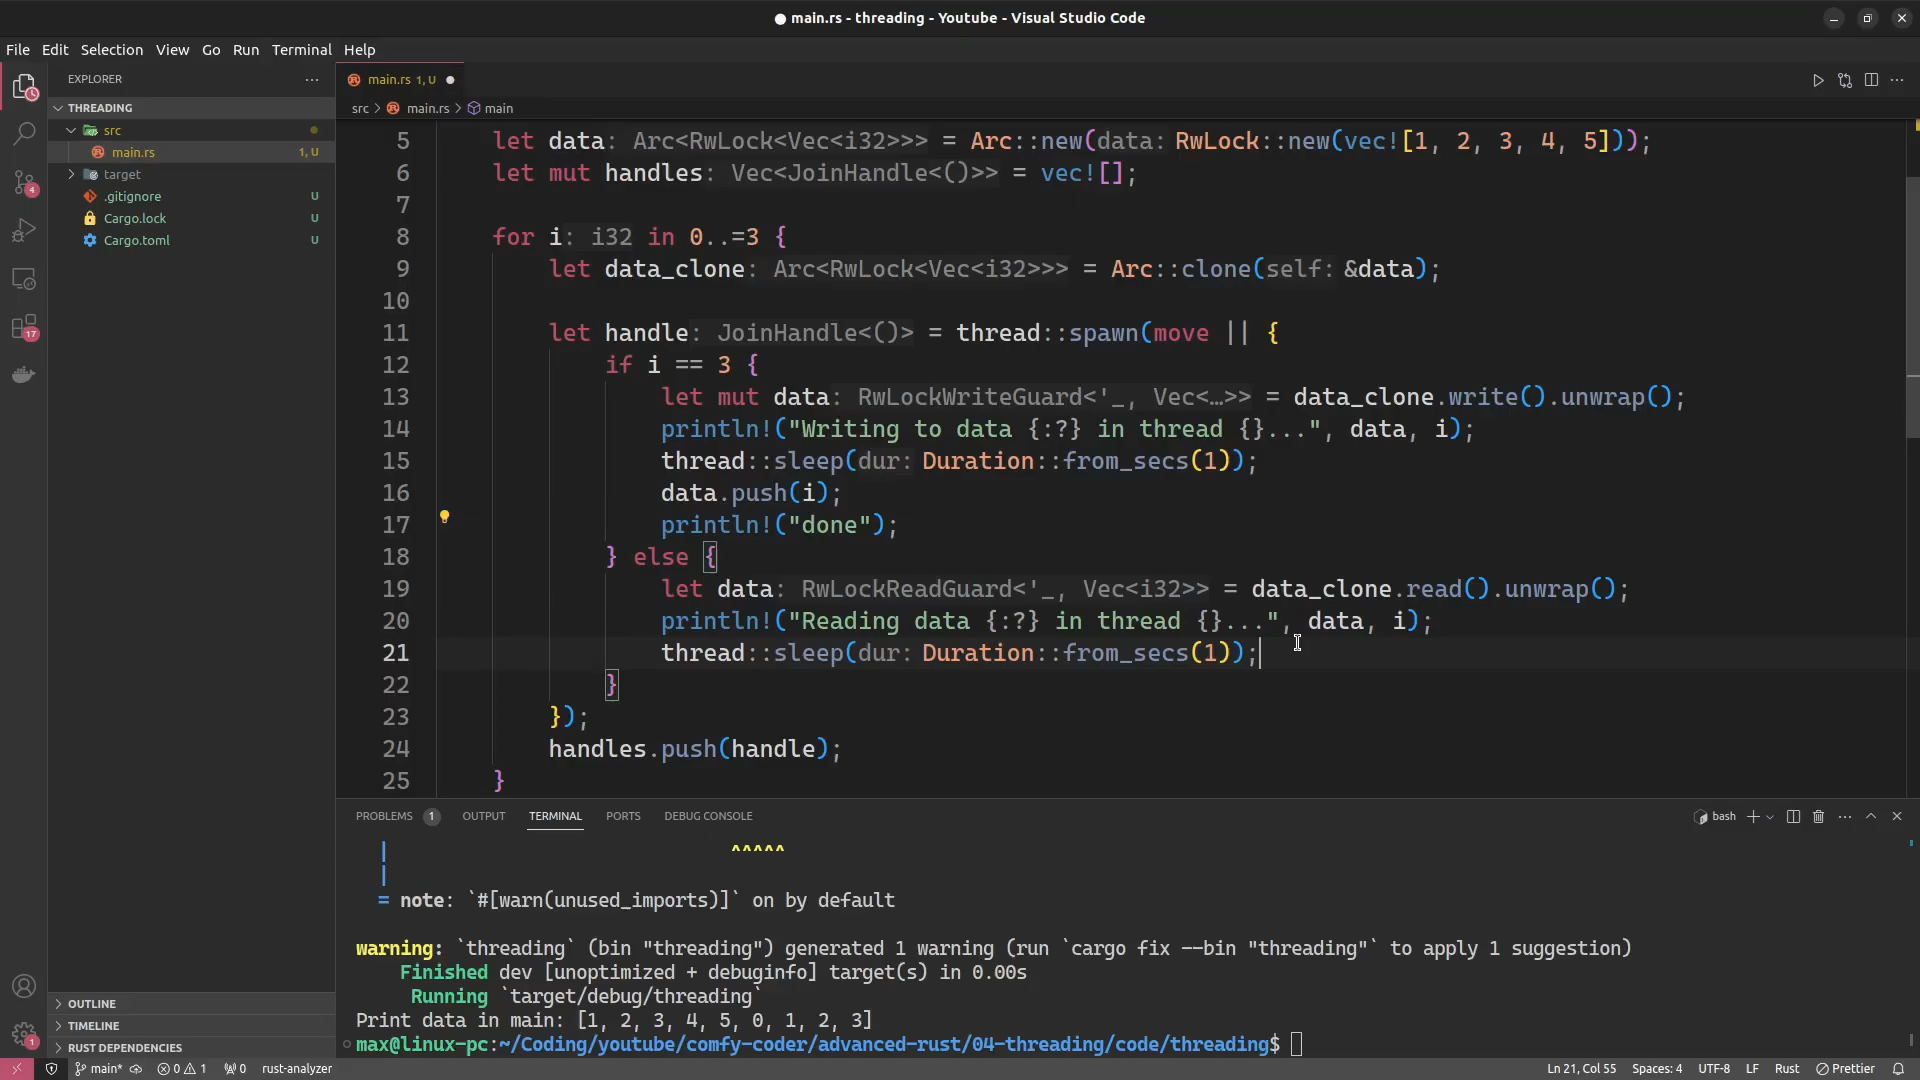 main.rs - threading - Youtube - Visual Studio Code
File Edit Selection View Go Run Terminal Help
EXPLORER
THREADING
src
main.rs 1, U
target
.gitignore U
Cargo.lock U
Cargo.toml U
OUTLINE
TIMELINE
RUST DEPENDENCIES
4
17
1
main.rs 1, U
src > main.rs > main
5 let data: Arc<RwLock<Vec<i32>>> = Arc::new(data: RwLock::new(vec![1, 2, 3, 4, 5]));
6 let mut handles: Vec<JoinHandle<()>> = vec![];
7
8 for i: i32 in 0..=3 {
9 let data_clone: Arc<RwLock<Vec<i32>>> = Arc::clone(self: &data);
10
11 let handle: JoinHandle<()> = thread::spawn(move || {
12 if i == 3 {
13 let mut data: RwLockWriteGuard<'_, Vec<…>> = data_clone.write().unwrap();
14 println!("Writing to data {:?} in thread {}...", data, i);
15 thread::sleep(dur: Duration::from_secs(1));
16 data.push(i);
17 println!("done");
18 } else {
19 let data: RwLockReadGuard<'_, Vec<i32>> = data_clone.read().unwrap();
20 println!("Reading data {:?} in thread {}...", data, i);
21 thread::sleep(dur: Duration::from_secs(1));
22 }
23 });
24 handles.push(handle);
25 }
PROBLEMS 1 OUTPUT TERMINAL PORTS DEBUG CONSOLE
bash
|
^^^^^
|
= note: `#[warn(unused_imports)]` on by default
warning: `threading` (bin "threading") generated 1 warning (run `cargo fix --bin "threading"` to apply 1 suggestion)
Finished dev [unoptimized + debuginfo] target(s) in 0.00s
Running `target/debug/threading`
Print data in main: [1, 2, 3, 4, 5, 0, 1, 2, 3]
max@linux-pc:~/Coding/youtube/comfy-coder/advanced-rust/04-threading/code/threading$
main* 0 1 0 rust-analyzer Ln 21, Col 55 Spaces: 4 UTF-8 LF Rust Prettier